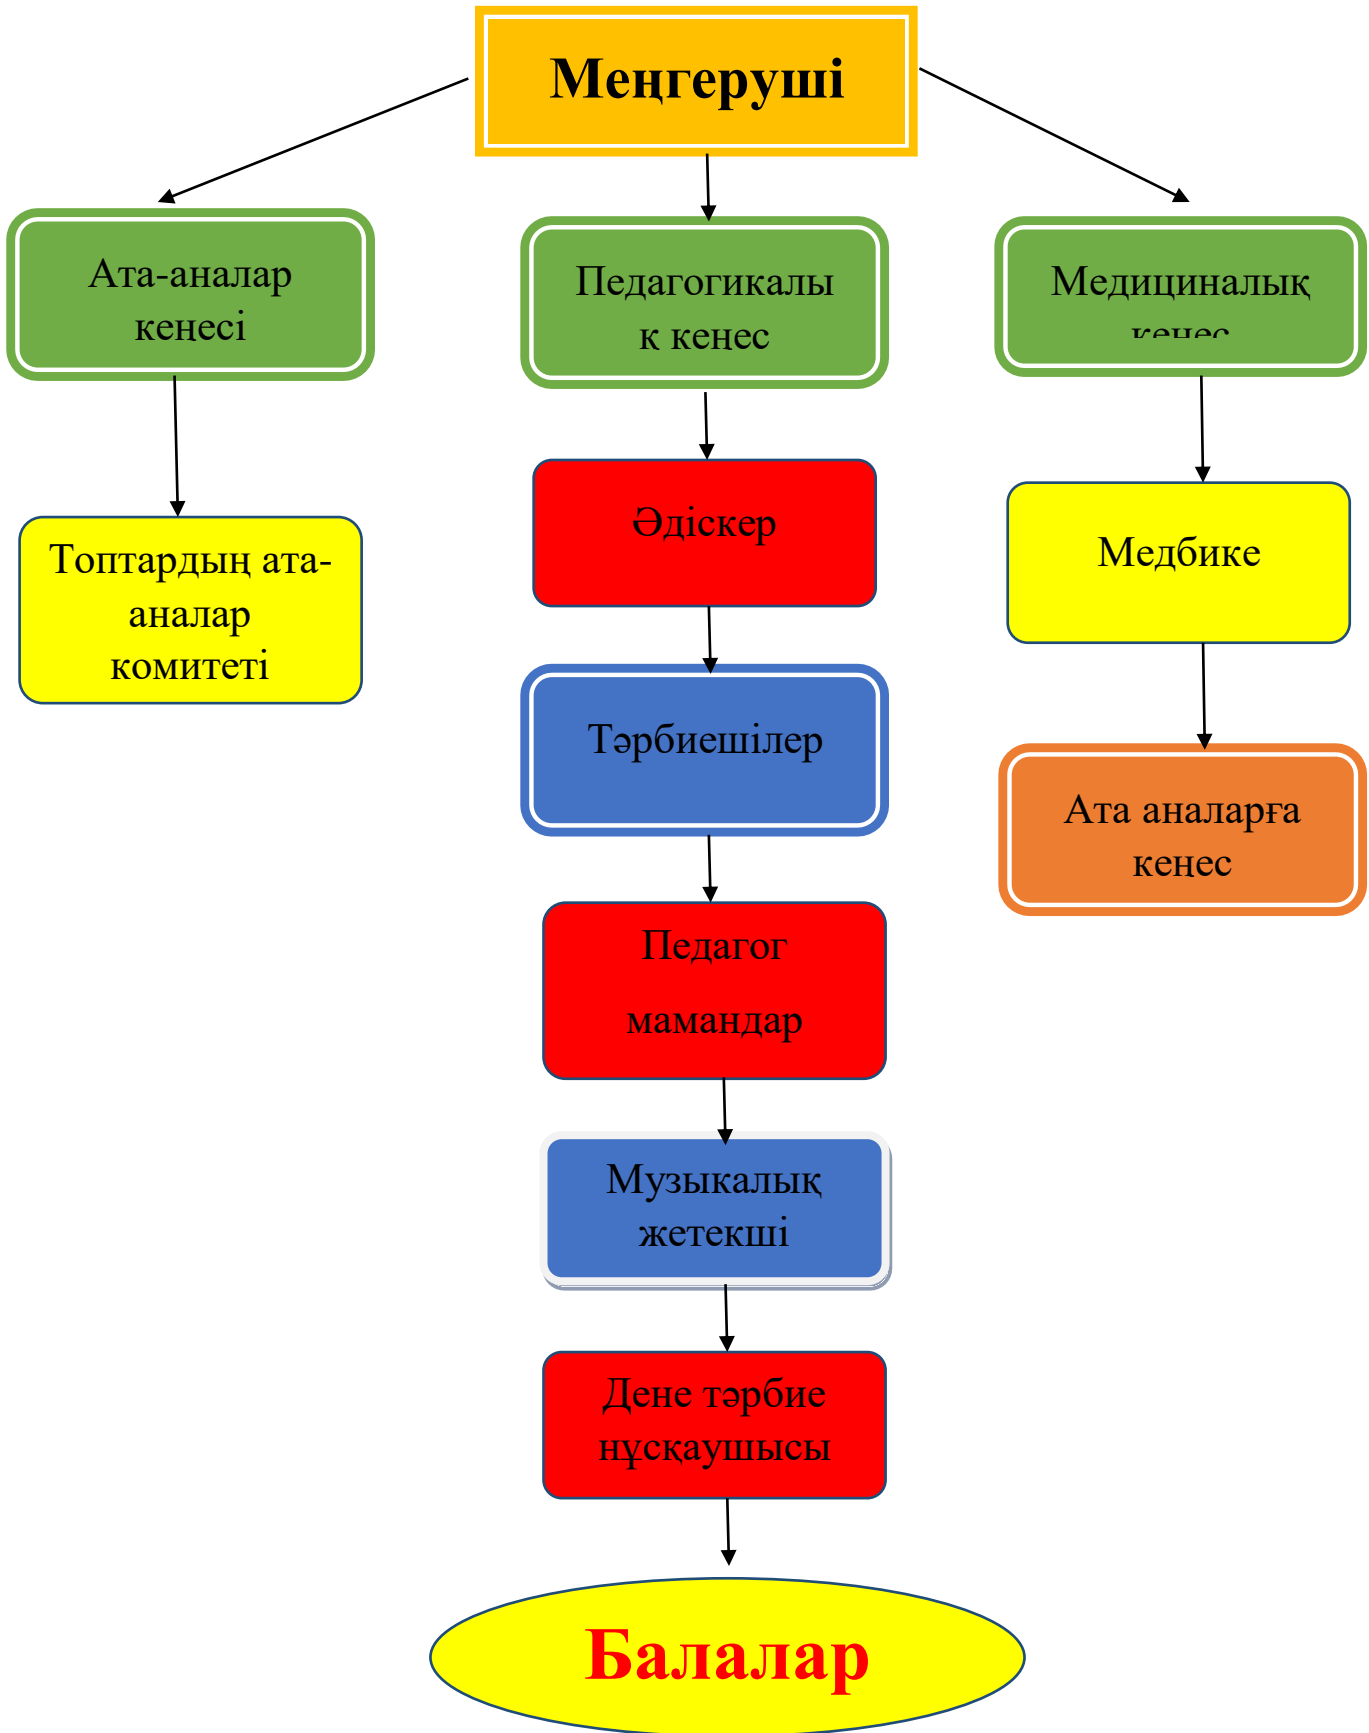 Меңгеруші
Ата-аналар
кеңесі
Педагогикалы
к кенес
Медициналық
кеңес
Әдіскер
Топтардың ата-
аналар
комитеті
Медбике
Тәрбиешілер
Ата аналарға
кеңес
Педагог
мамандар
Музыкалық
жетекші
Дене тәрбие
нұсқаушысы
Балалар